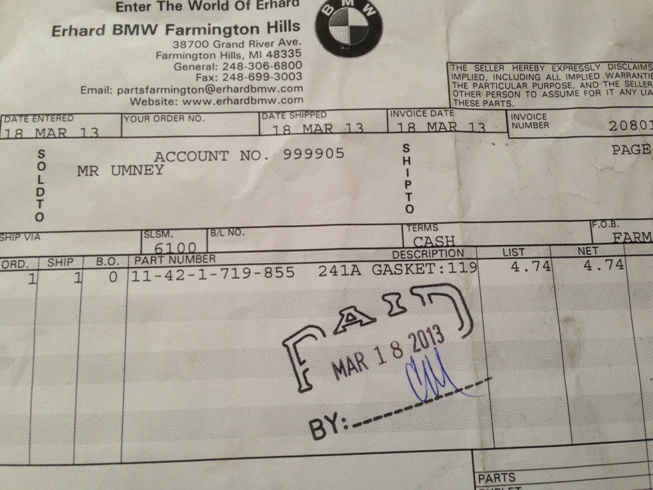 Enter The World Of Erhard
Erhard BMW Farmington Hills
38700 Grand River Ave.
Farmington Hills, MI 48335
General: 248-306-6800
Fax: 248-699-3003
Email: partsfarmington@erhardbmw.com
Website: www.erhardbmw.com
BMW
THE SELLER HEREBY EXPRESSLY DISCLAIMS
IMPLIED, INCLUDING ALL IMPLIED WARRANTIE
THE PARTICULAR PURPOSE, AND THE SELLER
OTHER PERSON TO ASSUME FOR IT ANY LIA
THESE PARTS.
DATE ENTERED YOUR ORDER NO. DATE SHIPPED INVOICE DATE INVOICE NUMBER
18 MAR 13 18 MAR 13 18 MAR 13 20801
SOLD TO
ACCOUNT NO. 999905
MR UMNEY
SHIP TO
PAGE
SHIP VIA SLSM. B/L NO. TERMS F.O.B.
6100 CASH FARM
ORD. SHIP B.O. PART NUMBER DESCRIPTION LIST NET
1 1 0 11-42-1-719-855 241A GASKET:119 4.74 4.74
PAID
MAR 18 2013
BY:
PARTS